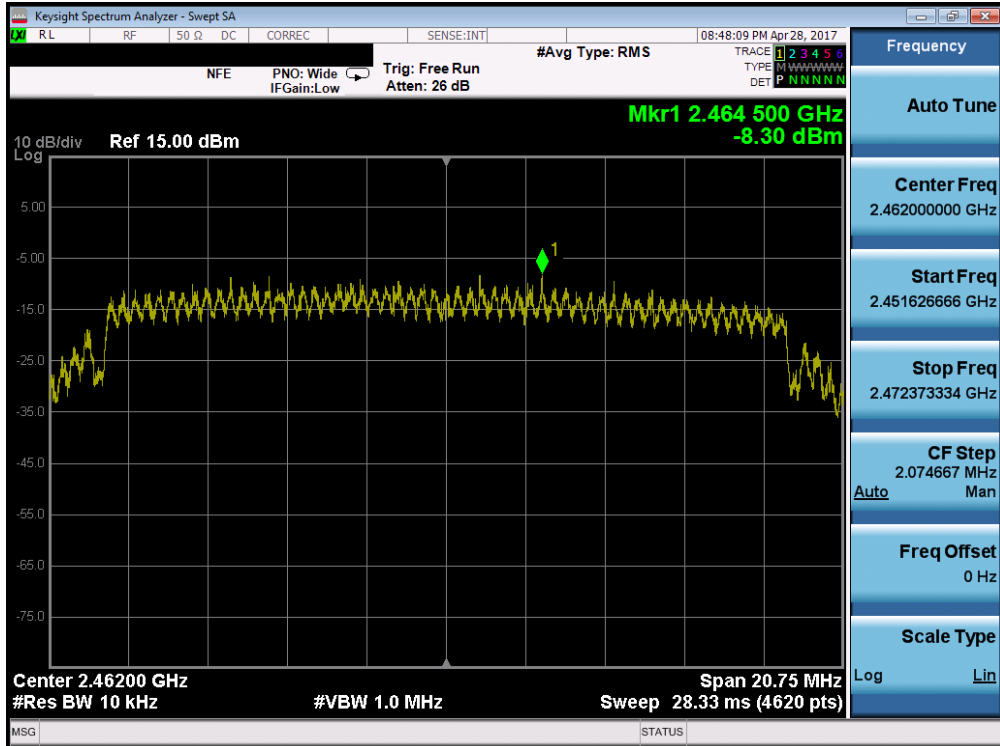 Keysight Spectrum Analyzer - Swept SA
LXI RL RF 50 Ω DC CORREC SENSE:INT 08:48:09 PM Apr 28, 2017
NFE PNO: Wide Trig: Free Run #Avg Type: RMS TRACE 1 2 3 4 5 6
IFGain:Low Atten: 26 dB TYPE M W W W W W
DET P N N N N N
Mkr1 2.464 500 GHz
10 dB/div Ref 15.00 dBm -8.30 dBm
Log
1
5.00
-5.00
-15.0
-25.0
-35.0
-45.0
-55.0
-65.0
-75.0
Center 2.46200 GHz Span 20.75 MHz
#Res BW 10 kHz #VBW 1.0 MHz Sweep 28.33 ms (4620 pts)
MSG STATUS
Frequency
Auto Tune
Center Freq
2.462000000 GHz
Start Freq
2.451626666 GHz
Stop Freq
2.472373334 GHz
CF Step
2.074667 MHz
Auto Man
Freq Offset
0 Hz
Scale Type
Log Lin